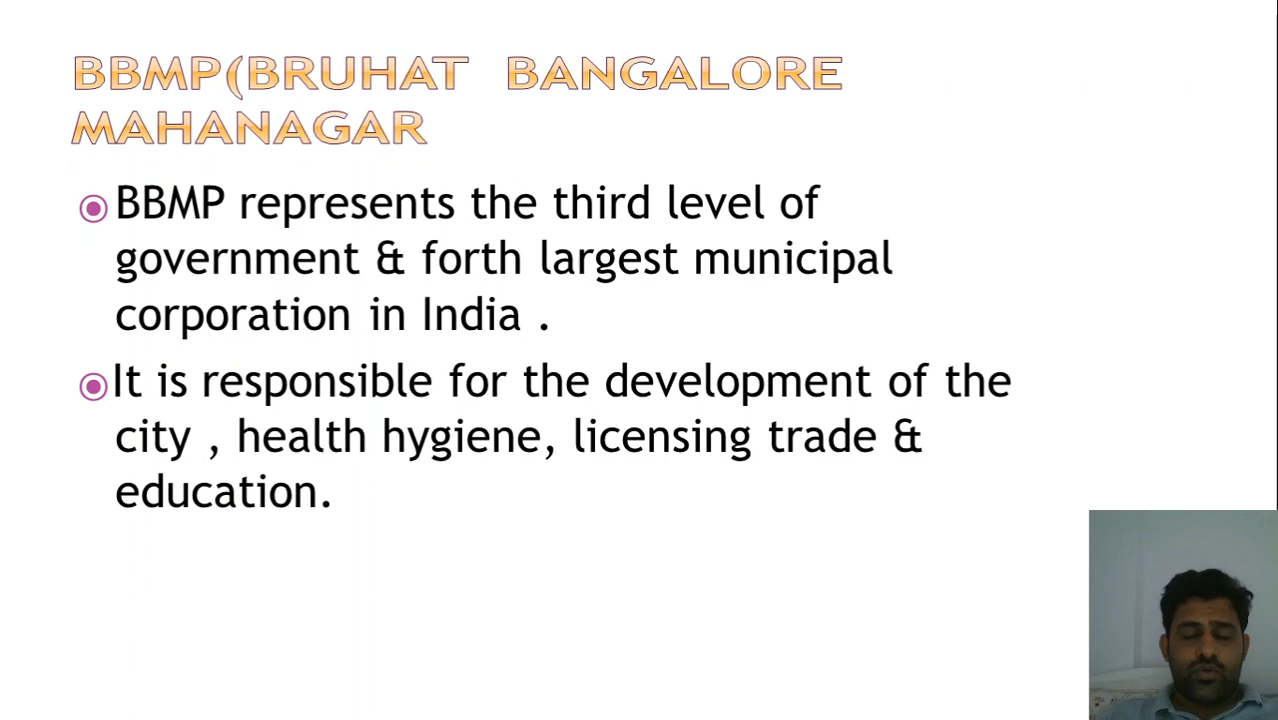 BBMP(BRUHAT BANGALORE
MAHANAGAR
BBMP represents the third level of
government & forth largest municipal
corporation in India .
It is responsible for the development of the
city , health hygiene, licensing trade &
education.